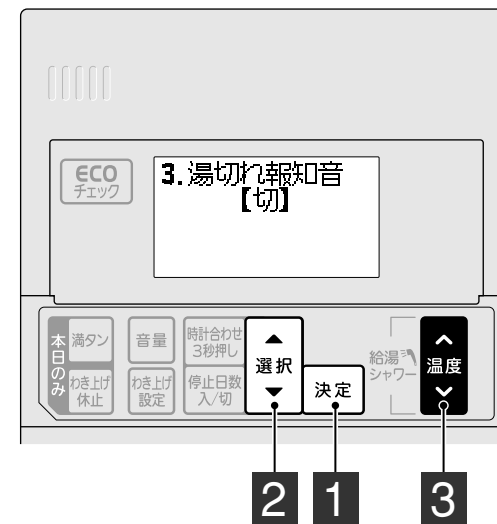 ECO
チェック
3.湯切れ報知音
【切】
本日のみ
満タン
わき上げ
休止
音量
わき上げ
設定
時計合わせ
3秒押し
停止日数
入/切
▲
選択
▼
決定
給湯
シャワー
温度
2
1
3